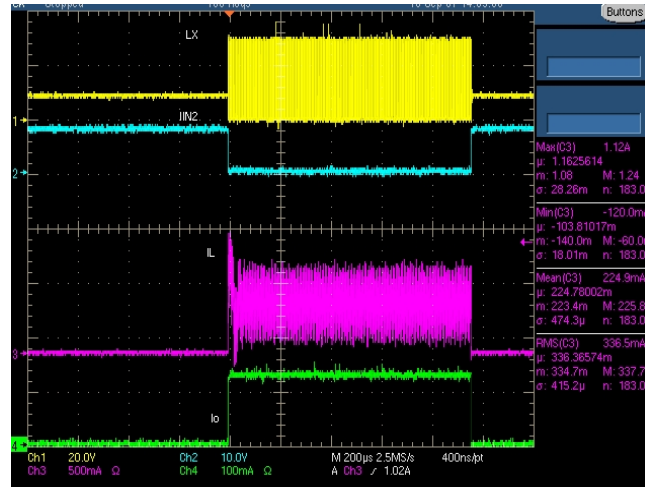 Buttons
LX
IIN2
IL
Io
1
2
3
4
Max(C3) 1.12A
μ: 1.1625614
m: 1.08 M: 1.24
σ: 28.26m n: 183.0
Min(C3) -120.0m
μ: -103.81017m
m: -140.0m M: -60.0
σ: 18.01m n: 183.0
Mean(C3) 224.9mA
μ: 224.78002m
m: 223.4m M: 225.8
σ: 474.3μ n: 183.0
RMS(C3) 336.5mA
μ: 336.36574m
m: 334.7m M: 337.7
σ: 415.2μ n: 183.0
Ch1 20.0V Ch2 10.0V M 200μs 2.5MS/s 400ns/pt
Ch3 500mA Ω Ch4 100mA Ω A Ch3 ∕ 1.02A